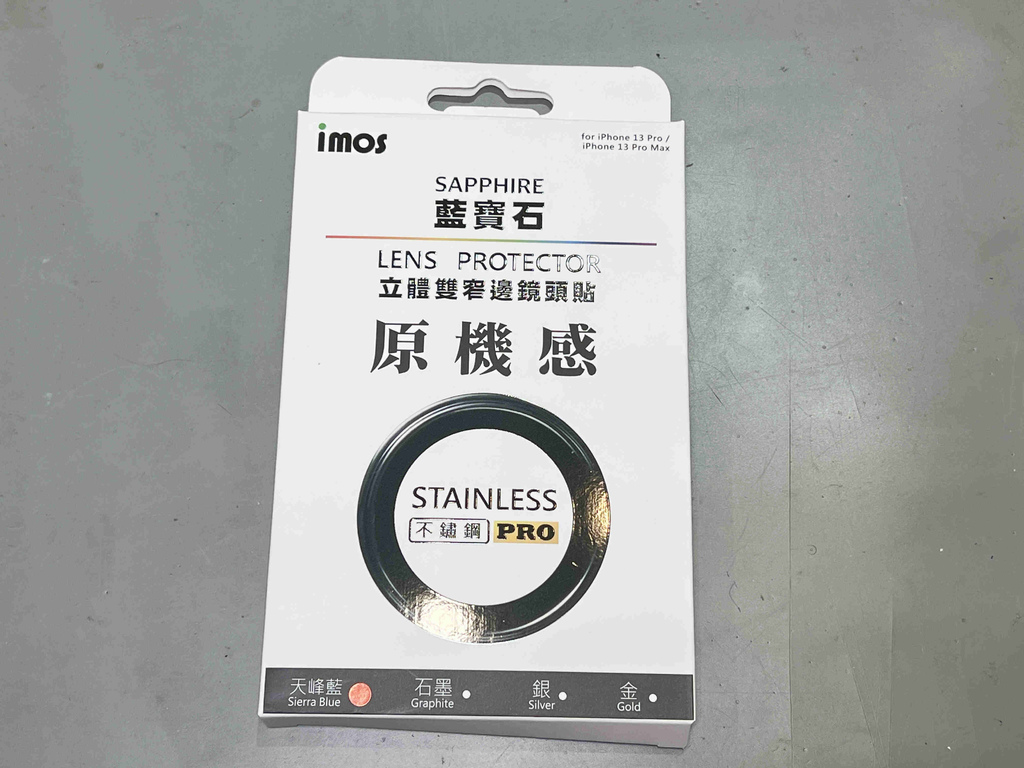 imos
for iPhone 13 Pro /
iPhone 13 Pro Max
SAPPHIRE
藍寶石
LENS PROTECTOR
立體雙窄邊鏡頭貼
原機感
STAINLESS
不鏽鋼 PRO
天峰藍 石墨 銀 金
Sierra Blue Graphite Silver Gold